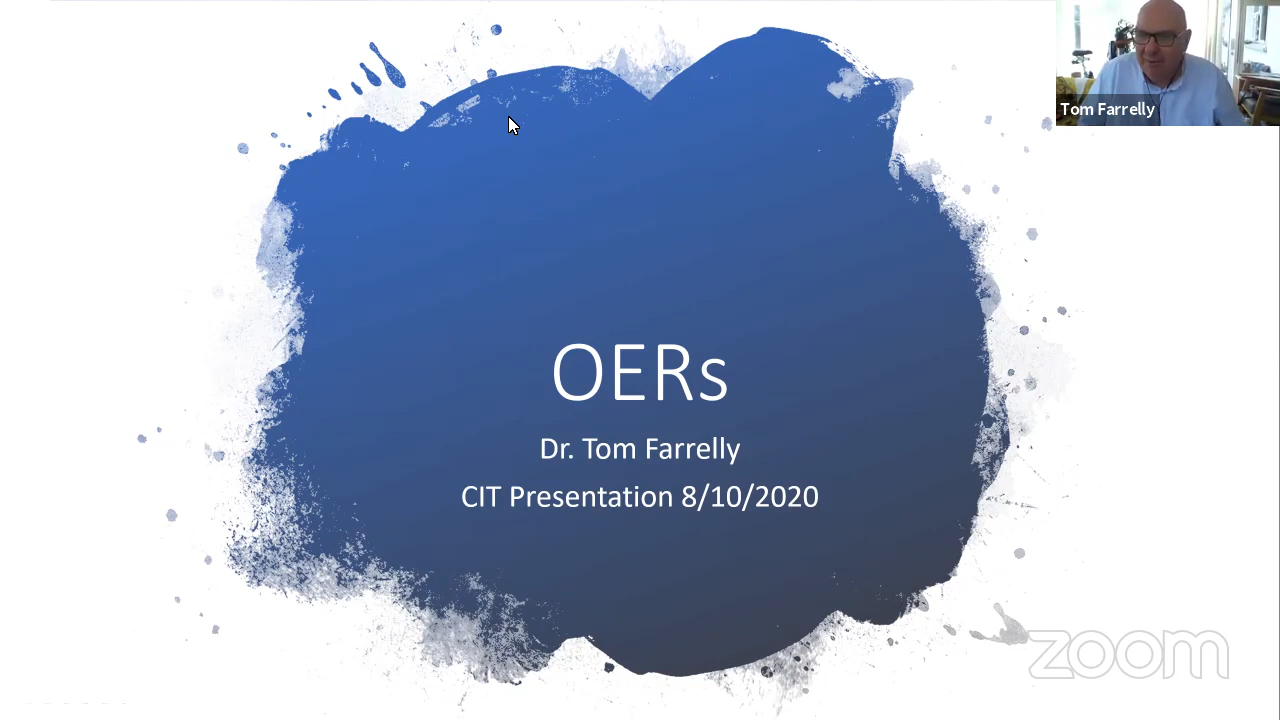 Tom Farrelly
OERs
Dr. Tom Farrelly
CIT Presentation 8/10/2020
zoom